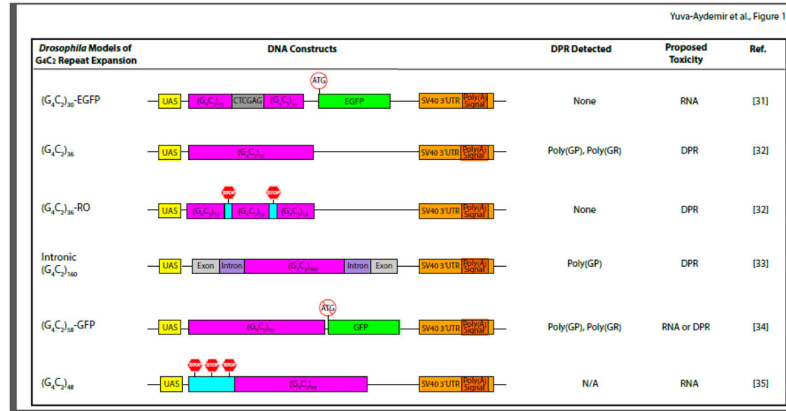 Yuva-Aydemir et al., Figure 1
Drosophila Models of
G4C2 Repeat Expansion
DNA Constructs
DPR Detected
Proposed
Toxicity
Ref.
(G4C2)30-EGFP
UAS
CTCGAG
ATG
EGFP
SV40 3'UTR
Poly(A)
Signal
None
RNA
[31]
(G4C2)36
UAS
SV40 3'UTR
Poly(A)
Signal
Poly(GP), Poly(GR)
DPR
[32]
(G4C2)36-RO
UAS
STOP
STOP
SV40 3'UTR
Poly(A)
Signal
None
DPR
[32]
Intronic
(G4C2)160
UAS
Exon
Intron
(G4C2)160
Intron
Exon
SV40 3'UTR
Poly(A)
Signal
Poly(GP)
DPR
[33]
(G4C2)58-GFP
UAS
ATG
GFP
SV40 3'UTR
Poly(A)
Signal
Poly(GP), Poly(GR)
RNA or DPR
[34]
(G4C2)48
STOP
STOP
STOP
UAS
SV40 3'UTR
Poly(A)
Signal
N/A
RNA
[35]